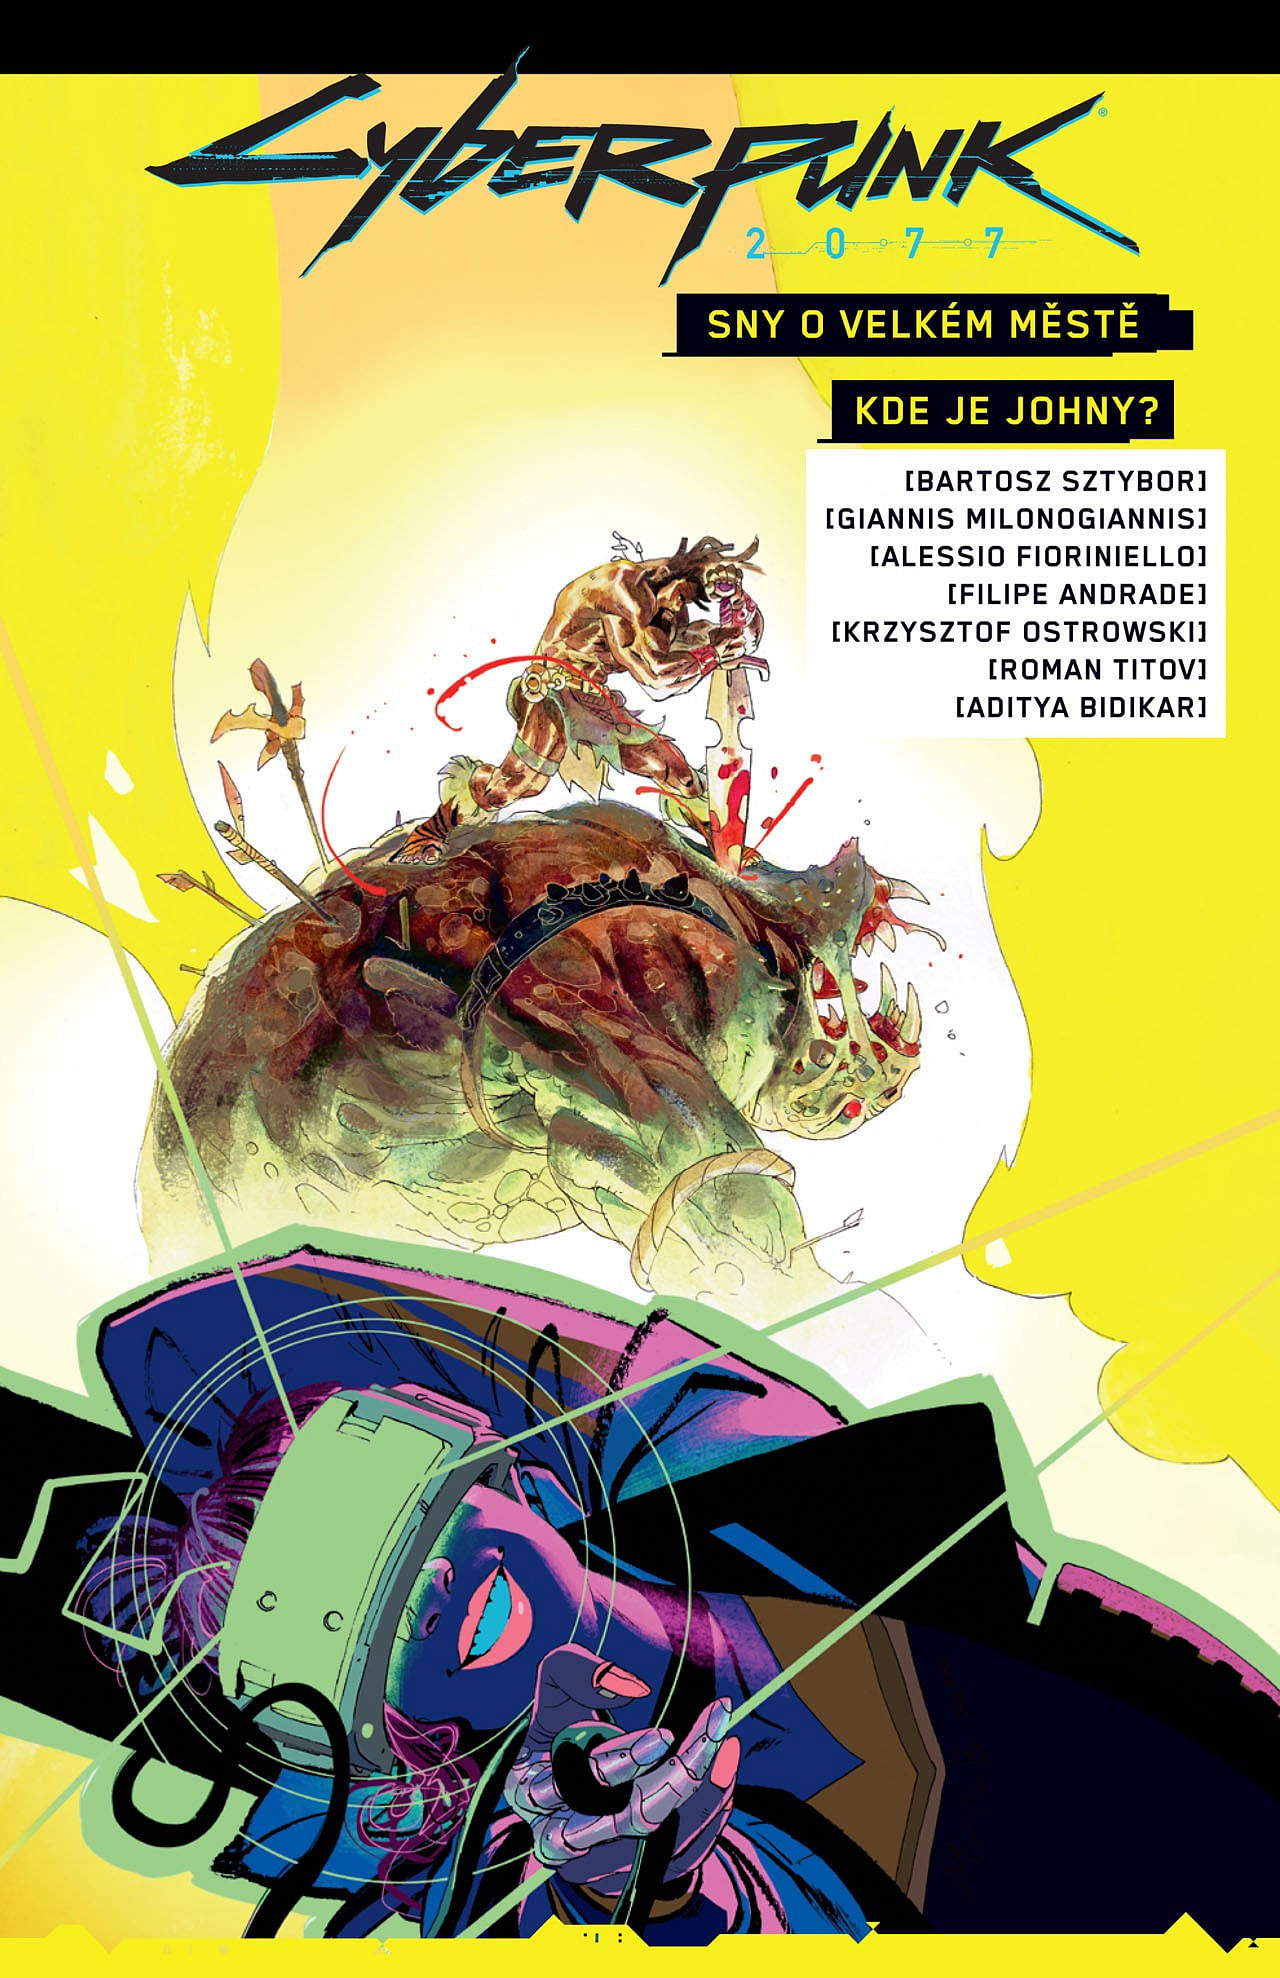 CYBERPUNK®
2077
SNY O VELKÉM MĚSTĚ
KDE JE JOHNY?
[BARTOSZ SZTYBOR]
[GIANNIS MILONOGIANNIS]
[ALESSIO FIORINIELLO]
[FILIPE ANDRADE]
[KRZYSZTOF OSTROWSKI]
[ROMAN TITOV]
[ADITYA BIDIKAR]